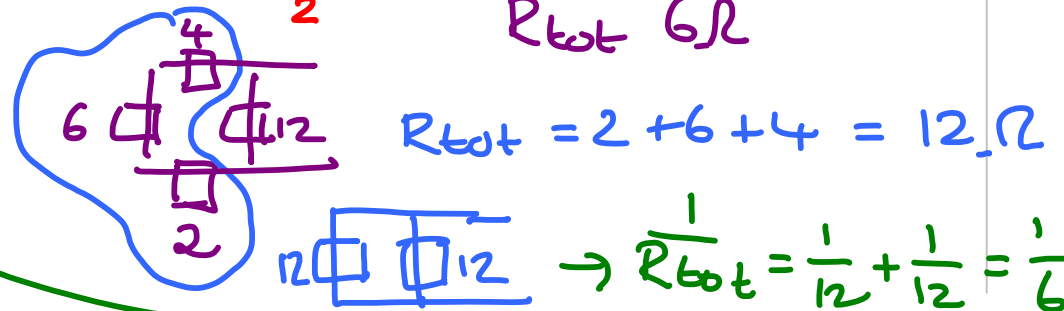 2
Rtot 6Ω
4
6
12
2
Rtot = 2 + 6 + 4 = 12 Ω
12
12
→ 1/Rtot = 1/12 + 1/12 = 1/6